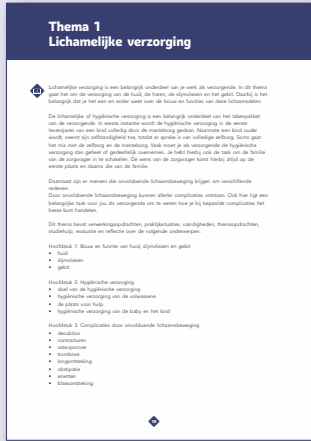 Thema 1
Lichamelijke verzorging
Lichamelijke verzorging is een belangrijk onderdeel van je werk als verzorgende. In dit thema
gaat het om de verzorging van de huid, de haren, de slijmvliezen en het gebit. Daarbij is het
belangrijk dat je het een en ander weet over de bouw en functies van deze lichaamsdelen.
De lichamelijke of hygiënische verzorging is een belangrijk onderdeel van het takenpakket
van de verzorgende. In eerste instantie wordt de hygiënische verzorging in de eerste
levensjaren van een kind volledig door de mantelzorg gedaan. Naarmate een kind ouder
wordt, neemt zijn zelfstandigheid toe, totdat er sprake is van volledige zelfzorg. Soms gaat
het mis met de zelfzorg en de mantelzorg. Vaak moet je als verzorgende de hygiënische
verzorging dan geheel of gedeeltelijk overnemen. Je hebt hierbij ook de taak om de familie
van de zorgvrager in te schakelen. De wens van de zorgvrager komt hierbij altijd op de
eerste plaats en daarna die van de familie.
Daarnaast zijn er mensen die onvoldoende lichaamsbeweging krijgen om verschillende
redenen.
Door onvoldoende lichaamsbeweging kunnen allerlei complicaties ontstaan. Ook hier ligt een
belangrijke taak voor jou als verzorgende om te weten hoe je bij bepaalde complicaties het
beste kunt handelen.
Dit thema bevat verwerkingsopdrachten, praktijksituaties, vaardigheden, themaopdrachten,
studiehulp, evaluatie en reflectie over de volgende onderwerpen.
Hoofdstuk 1: Bouw en functie van huid, slijmvliezen en gebit
• huid
• slijmvliezen
• gebit
Hoofdstuk 2: Hygiënische verzorging
• doel van de hygiënische verzorging
• hygiënische verzorging van de volwassene
• de plaats voor hulp
• hygiënische verzorging van de baby en het kind
Hoofdstuk 3: Complicaties door onvoldoende lichaamsbeweging
• decubitus
• contracturen
• osteoporose
• trombose
• longontsteking
• obstipatie
• smetten
• blaasontsteking